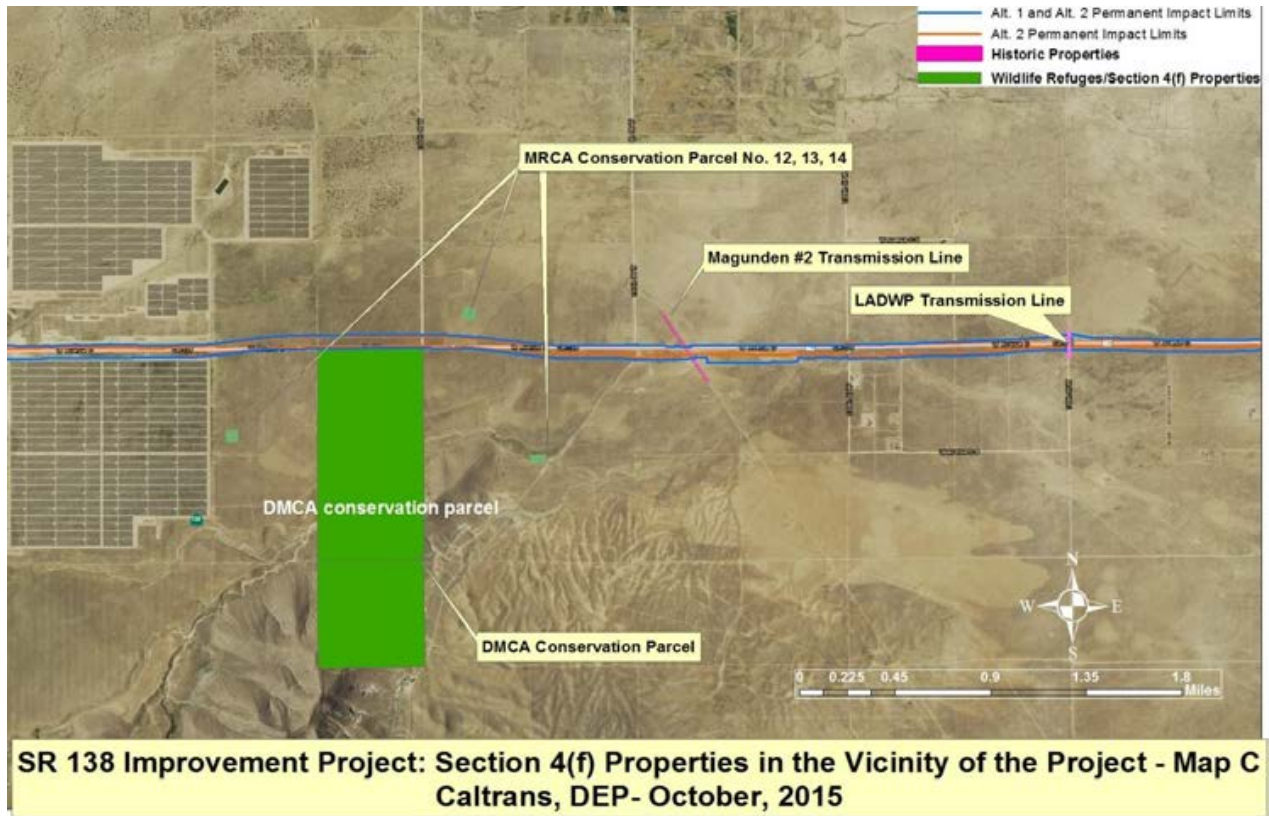 Alt. 1 and Alt. 2 Permanent Impact Limits
Alt. 2 Permanent Impact Limits
Historic Properties
Wildlife Refuges/Section 4(f) Properties
MRCA Conservation Parcel No. 12, 13, 14
Magunden #2 Transmission Line
LADWP Transmission Line
DMCA conservation parcel
DMCA Conservation Parcel
N
W E
S
0 0.225 0.45 0.9 1.35 1.8
Miles
SR 138 Improvement Project: Section 4(f) Properties in the Vicinity of the Project - Map C
Caltrans, DEP- October, 2015